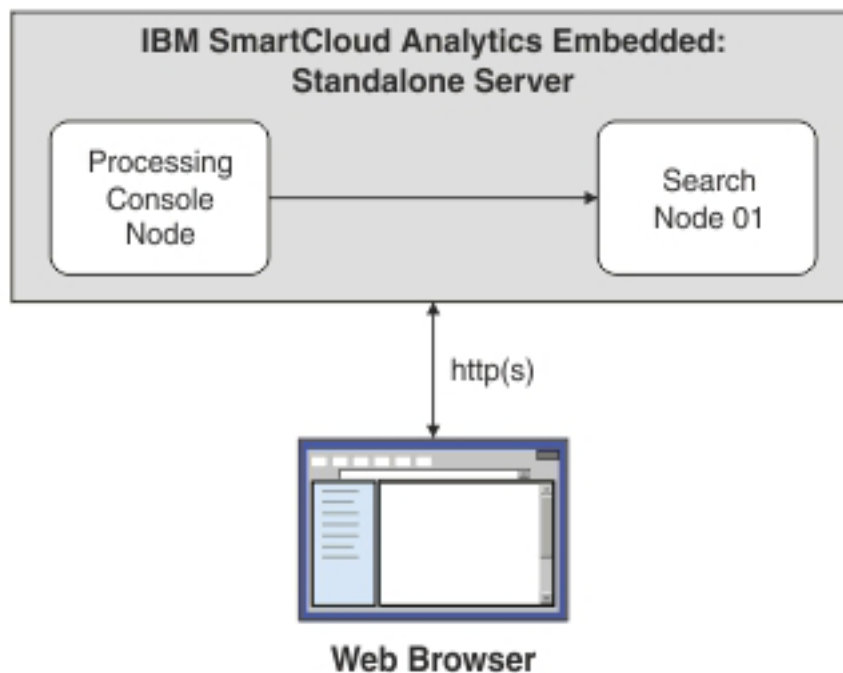 IBM SmartCloud Analytics Embedded:
Standalone Server
Processing
Console
Node
Search
Node 01
http(s)
Web Browser